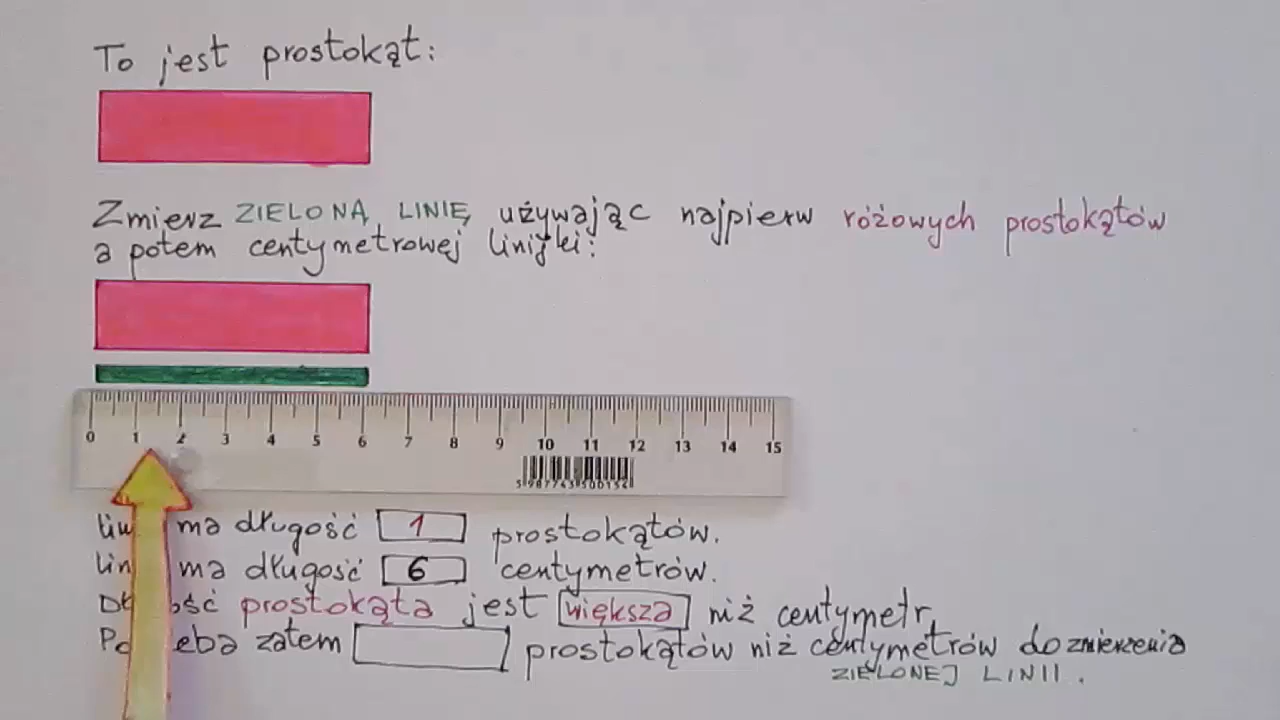 To jest prostokąt:
Zmierz ZIELONĄ LINIĘ używając najpierw różowych prostokątów
a potem centymetrowej linijki:
0 1 2 3 4 5 6 7 8 9 10 11 12 13 14 15
ma długość 1 prostokątów.
ma długość 6 centymetrów.
prostokąta jest większa niż centymetr,
zatem prostokątów niż centymetrów do zmierzenia
ZIELONEJ LINII.